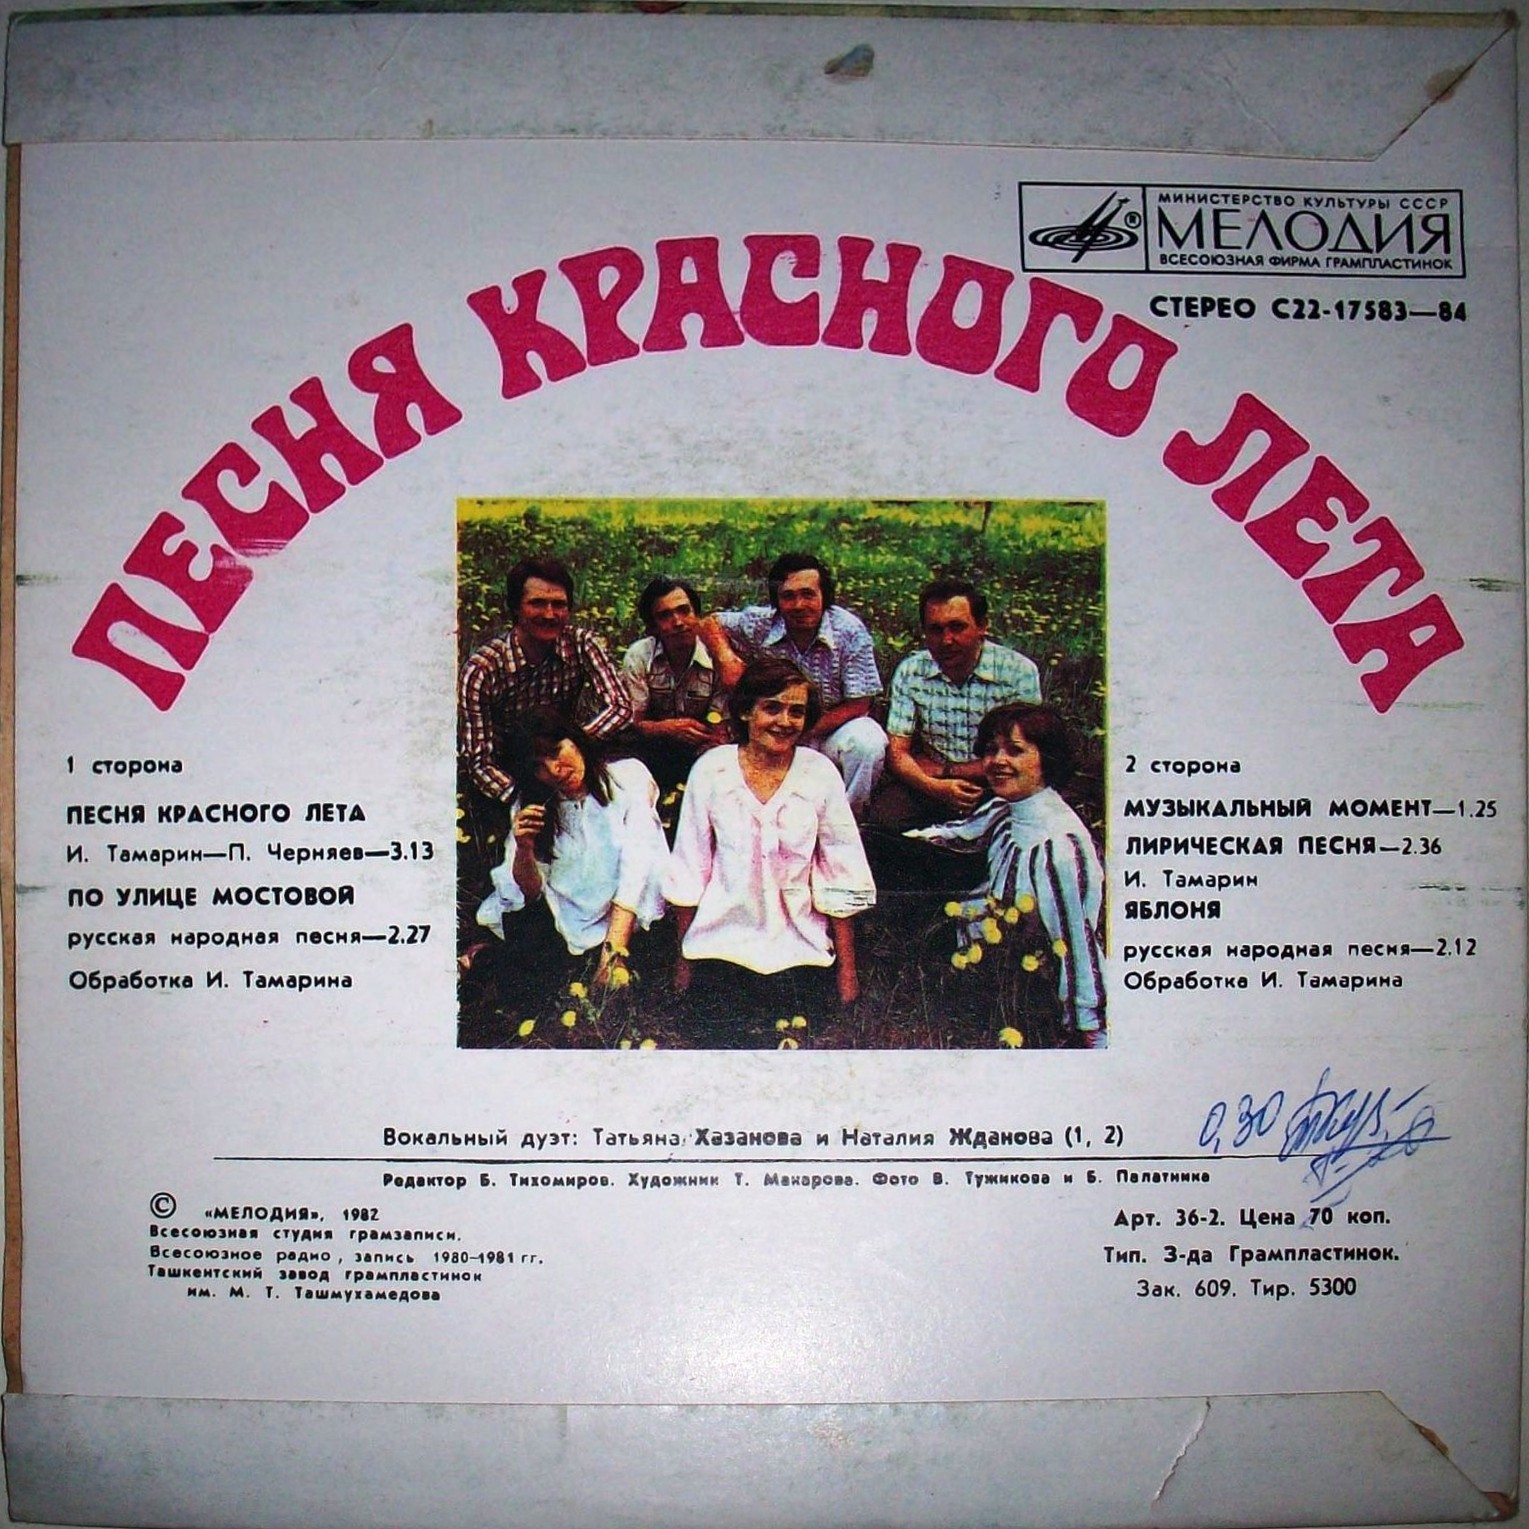 МИНИСТЕРСТВО КУЛЬТУРЫ СССР
МЕЛОДИЯ
ВСЕСОЮЗНАЯ ФИРМА ГРАМПЛАСТИНОК
СТЕРЕО С22-17583—84
ПЕСНЯ КРАСНОГО ЛЕТА
1 сторона
ПЕСНЯ КРАСНОГО ЛЕТА
И. Тамарин—П. Черняев—3.13
ПО УЛИЦЕ МОСТОВОЙ
русская народная песня—2.27
Обработка И. Тамарина
2 сторона
МУЗЫКАЛЬНЫЙ МОМЕНТ—1.25
ЛИРИЧЕСКАЯ ПЕСНЯ—2.36
И. Тамарин
ЯБЛОНЯ
русская народная песня—2.12
Обработка И. Тамарина
Вокальный дуэт: Татьяна Хазанова и Наталия Жданова (1, 2)
0,30
Редактор Б. Тихомиров. Художник Т. Макарова. Фото В. Тужикова и Б. Палатника
© «МЕЛОДИЯ», 1982
Всесоюзная студия грамзаписи.
Всесоюзное радио, запись 1980—1981 гг.
Ташкентский завод грампластинок
им. М. Т. Ташмухамедова
Арт. 36-2. Цена 70 коп.
Тип. З-да Грампластинок.
Зак. 609. Тир. 5300